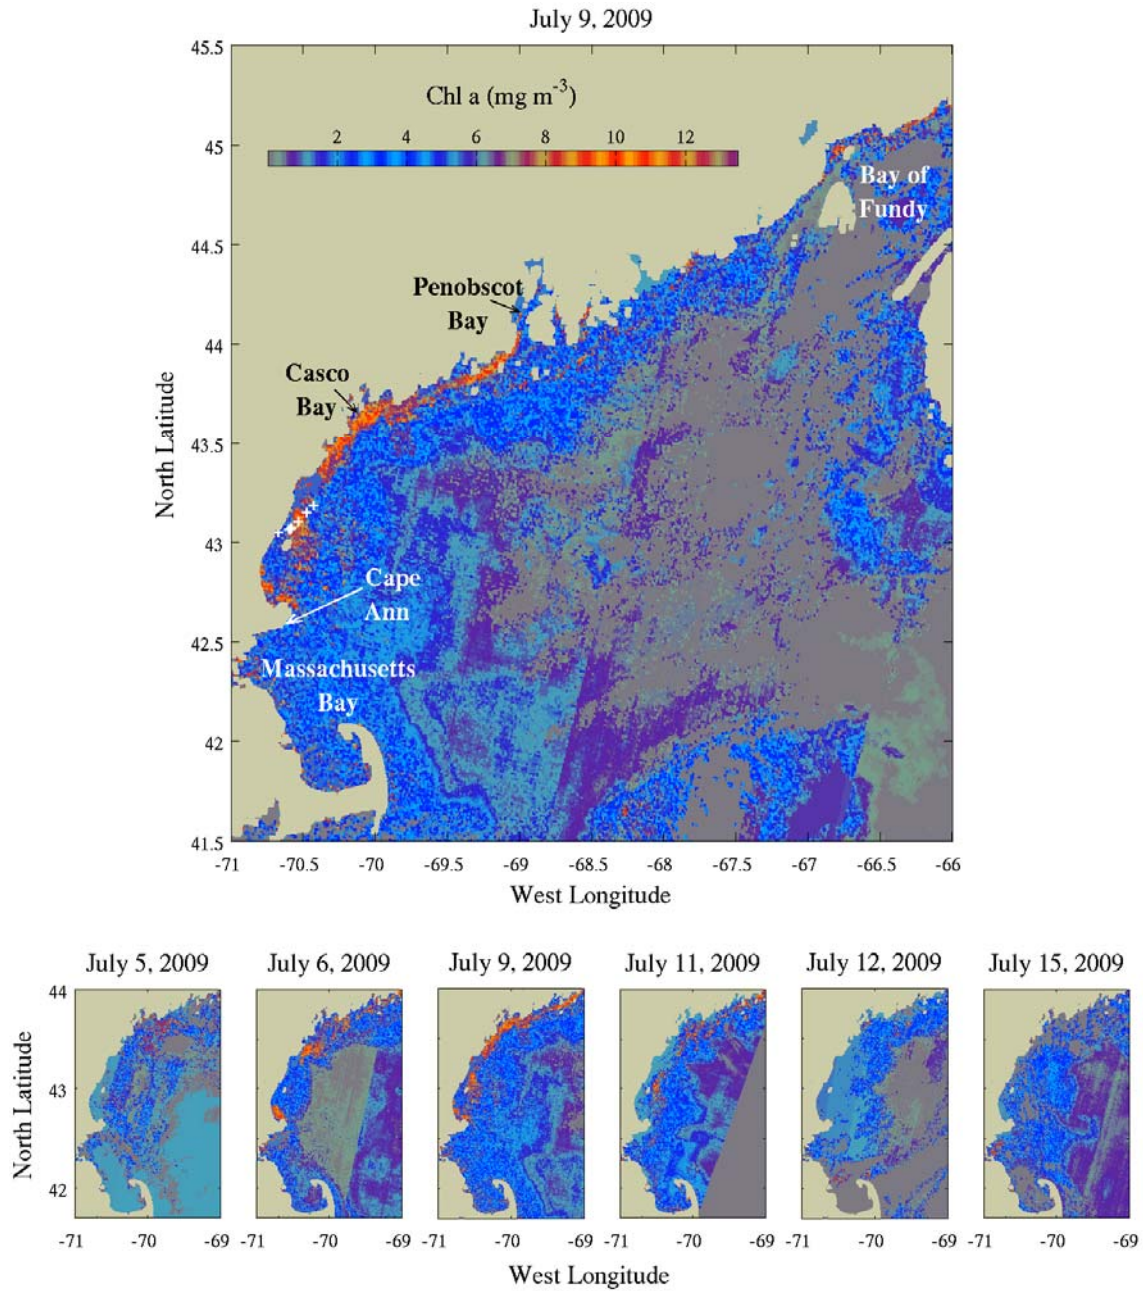 July 9, 2009
Chl a (mg m-3)
2 4 6 8 10 12
45.5
45
44.5
44
43.5
43
42.5
42
41.5
North Latitude
Bay of
Fundy
Penobscot
Bay
Casco
Bay
Cape
Ann
Massachusetts
Bay
-71 -70.5 -70 -69.5 -69 -68.5 -68 -67.5 -67 -66.5 -66
West Longitude
July 5, 2009 July 6, 2009 July 9, 2009 July 11, 2009 July 12, 2009 July 15, 2009
44
43
42
North Latitude
-71 -70 -69 -71 -70 -69 -71 -70 -69 -71 -70 -69 -71 -70 -69 -71 -70 -69
West Longitude